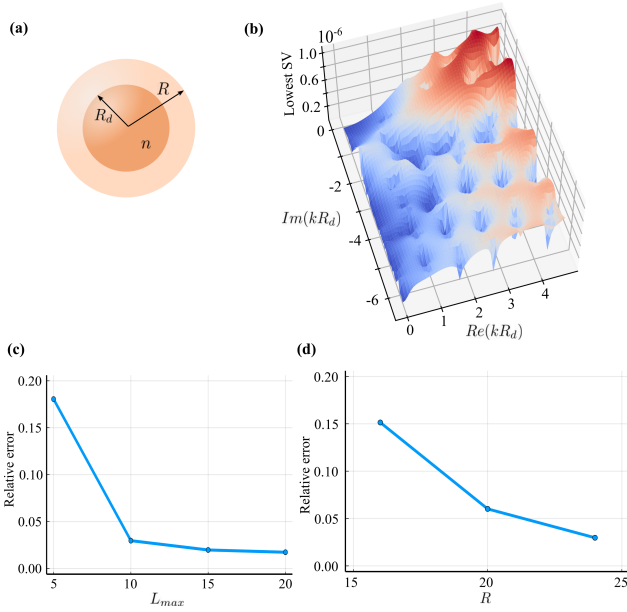 (a)
R
R_d
n
(b)
10^-6
Lowest SV
1.0
0.6
0.2
0
-2
-4
-6
Im(kR_d)
0
1
2
3
4
Re(kR_d)
(c)
Relative error
0.20
0.15
0.10
0.05
0.00
5
10
15
20
L_max
(d)
Relative error
0.20
0.15
0.10
0.05
0.00
15
20
25
R